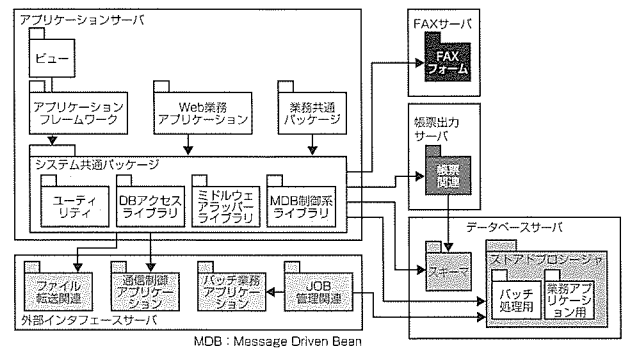 アプリケーションサーバ
ビュー
アプリケーション
フレームワーク
Web業務
アプリケーション
業務共通
パッケージ
システム共通パッケージ
ユーティ
リティ
DBアクセス
ライブラリ
ミドルウェ
アラッパー
ライブラリ
MDB制御系
ライブラリ
FAXサーバ
FAX
フォーム
帳票出力
サーバ
帳票
関連
データベースサーバ
スキーマ
ストアドプロシージャ
バッチ
処理用
業務アプ
リケーシ
ョン用
ファイル
転送関連
通信制御
アプリケー
ション
バッチ業務
アプリケー
ション
JOB
管理関連
外部インタフェースサーバ
MDB：Message Driven Bean